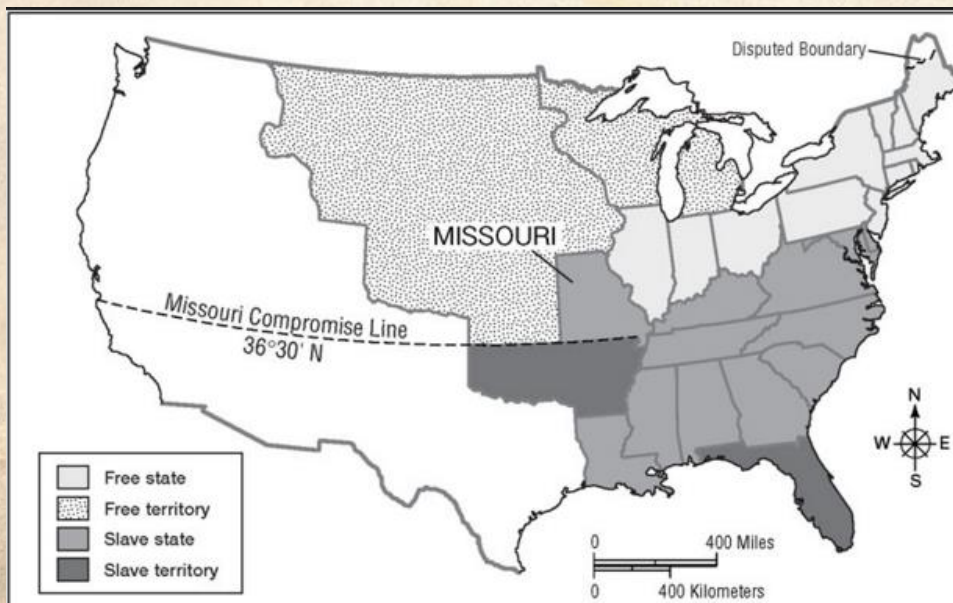 Disputed Boundary
MISSOURI
Missouri Compromise Line
36°30' N
N
W E
S
Free state
Free territory
Slave state
Slave territory
0 400 Miles
0 400 Kilometers